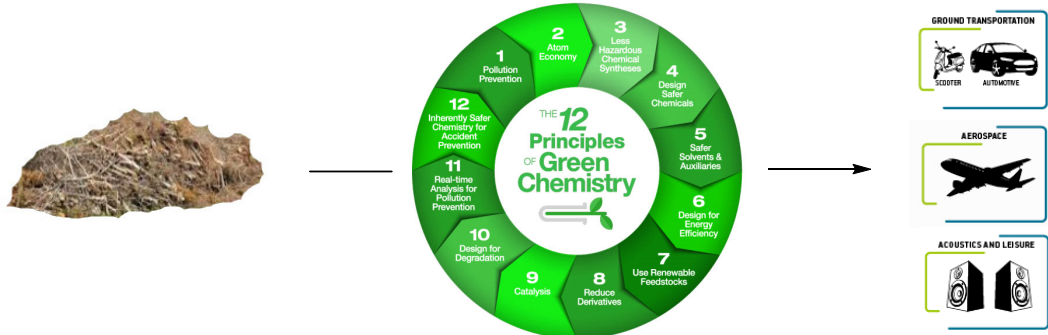 1
Pollution
Prevention
2
Atom
Economy
3
Less
Hazardous
Chemical
Syntheses
4
Design
Safer
Chemicals
5
Safer
Solvents &
Auxiliaries
6
Design for
Energy
Efficiency
7
Use Renewable
Feedstocks
8
Reduce
Derivatives
9
Catalysis
10
Design for
Degradation
11
Real-time
Analysis for
Pollution
Prevention
12
Inherently Safer
Chemistry for
Accident
Prevention
THE 12
Principles
OF Green
Chemistry
GROUND TRANSPORTATION
SCOOTER AUTOMOTIVE
AEROSPACE
ACOUSTICS AND LEISURE